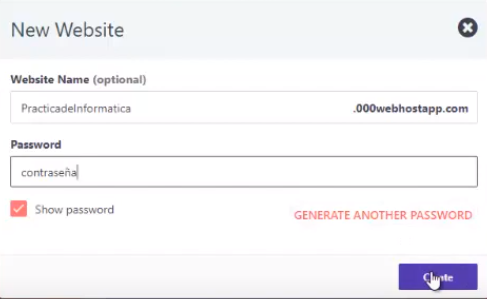 New Website
Website Name (optional)
PracticadeInformatica .000webhostapp.com
Password
contraseña
Show password
GENERATE ANOTHER PASSWORD